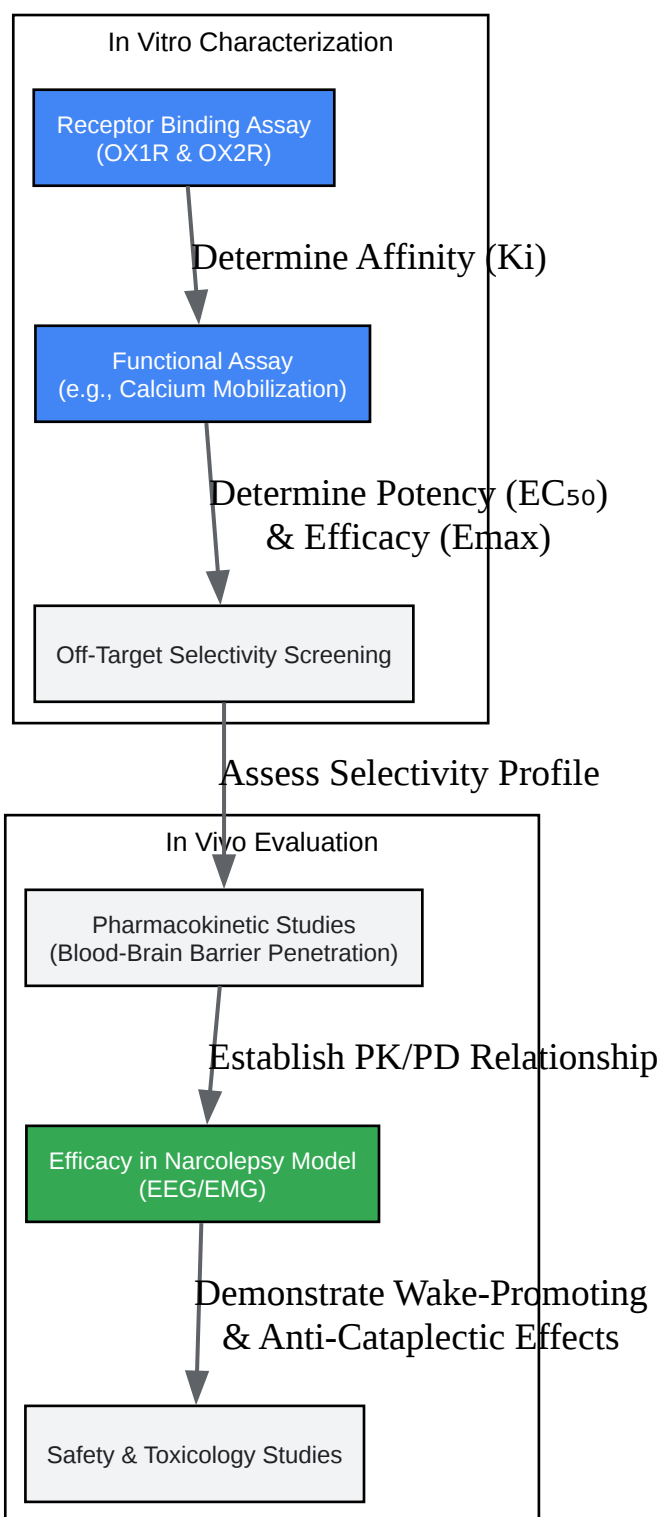 In Vitro Characterization
Receptor Binding Assay
(OX1R & OX2R)
Determine Affinity (Ki)
Functional Assay
(e.g., Calcium Mobilization)
Determine Potency (EC₅₀)
& Efficacy (Emax)
Off-Target Selectivity Screening
Assess Selectivity Profile
In Vivo Evaluation
Pharmacokinetic Studies
(Blood-Brain Barrier Penetration)
Establish PK/PD Relationship
Efficacy in Narcolepsy Model
(EEG/EMG)
Demonstrate Wake-Promoting
& Anti-Cataplectic Effects
Safety & Toxicology Studies